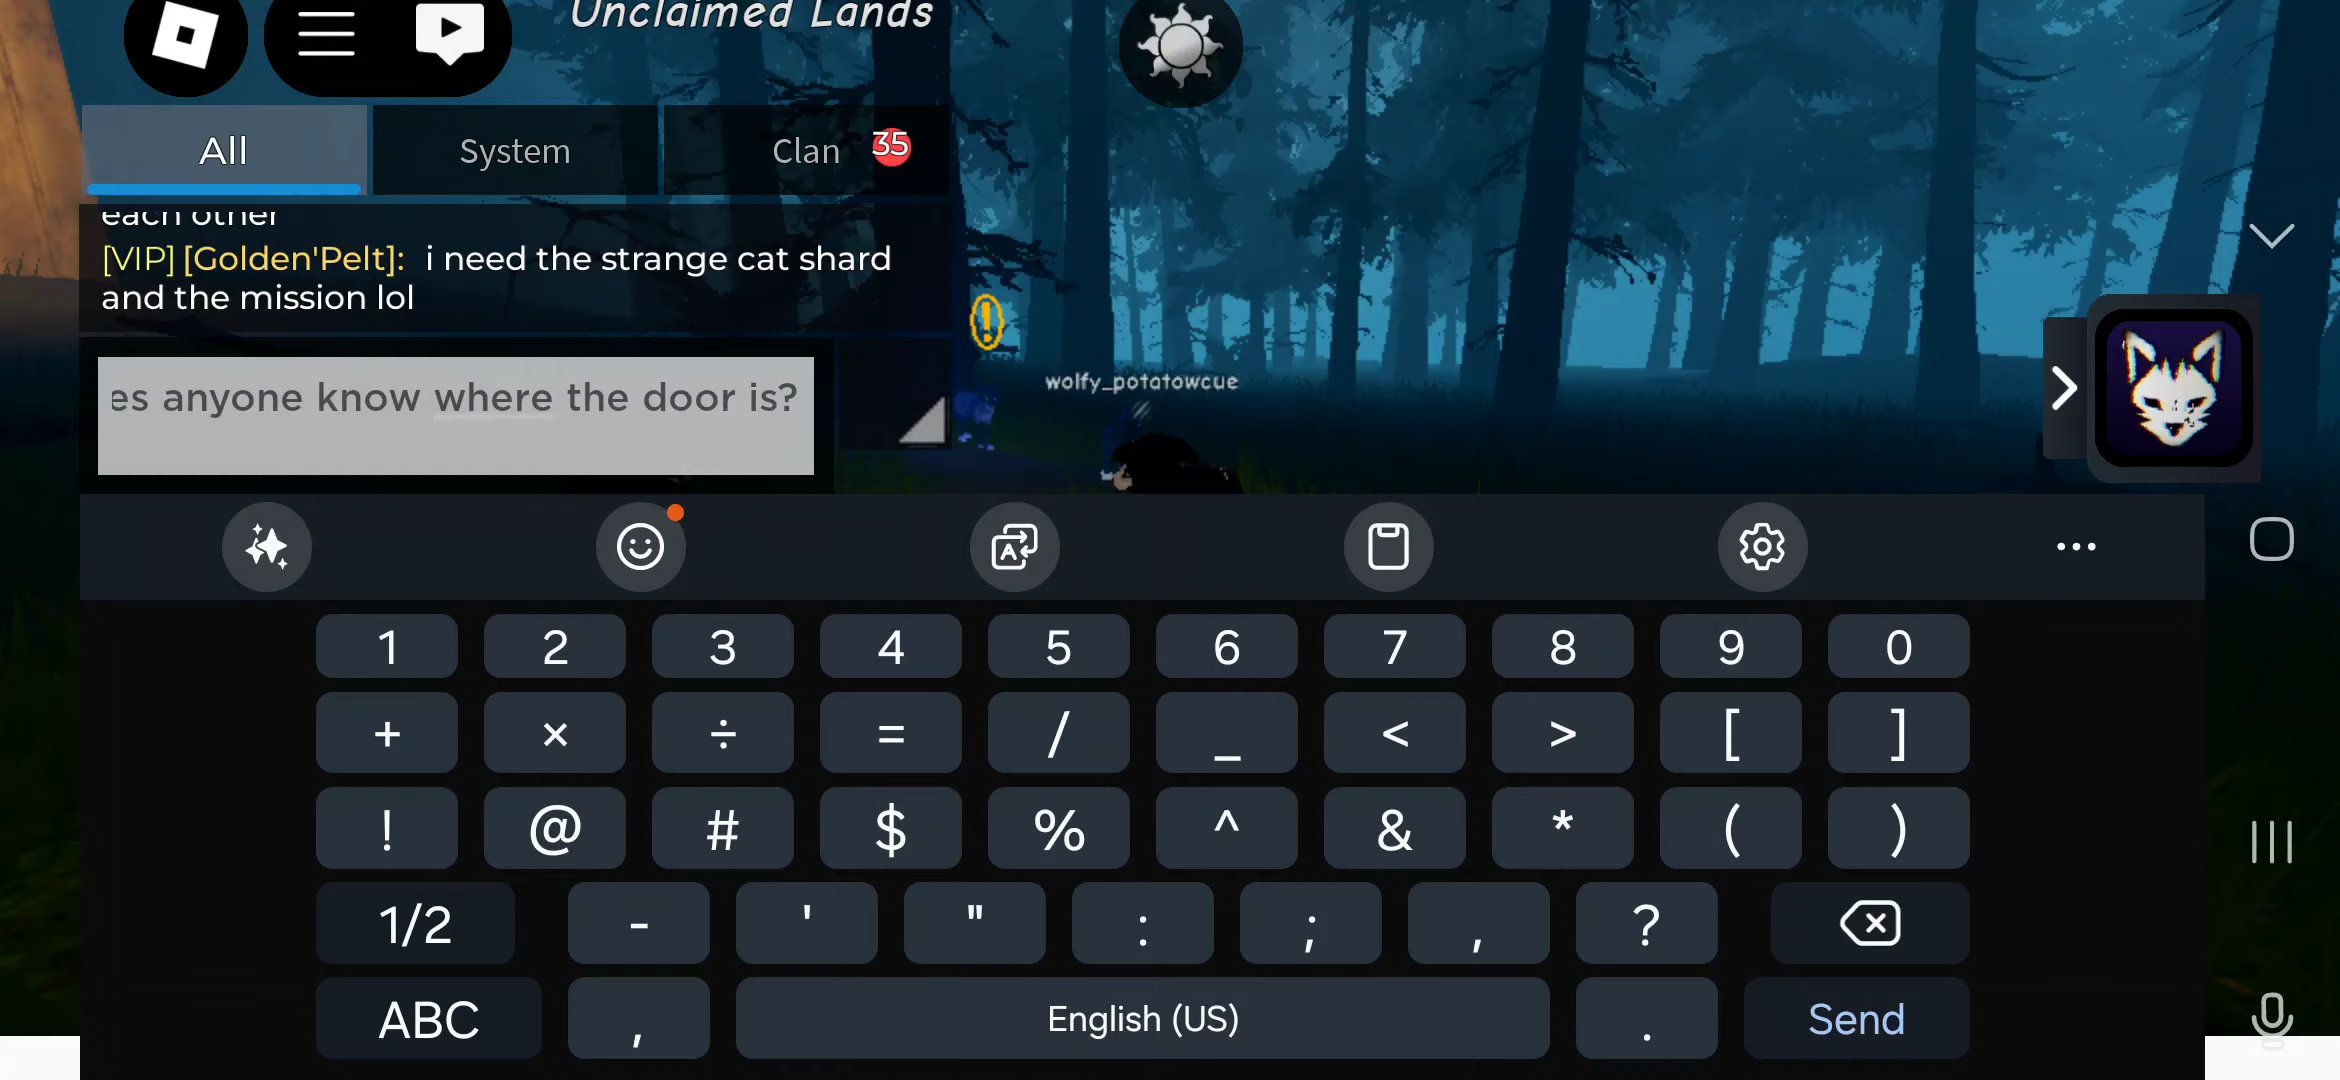 Unclaimed Lands
All
System
Clan 35
each other
[VIP] [Golden'Pelt]: i need the strange cat shard
and the mission lol
es anyone know where the door is?
wolfy_potatowcue
1 2 3 4 5 6 7 8 9 0
+ × ÷ = / _ < > [ ]
! @ # $ % ^ & * ( )
1/2 - ' " : ; , ?
ABC , English (US) . Send